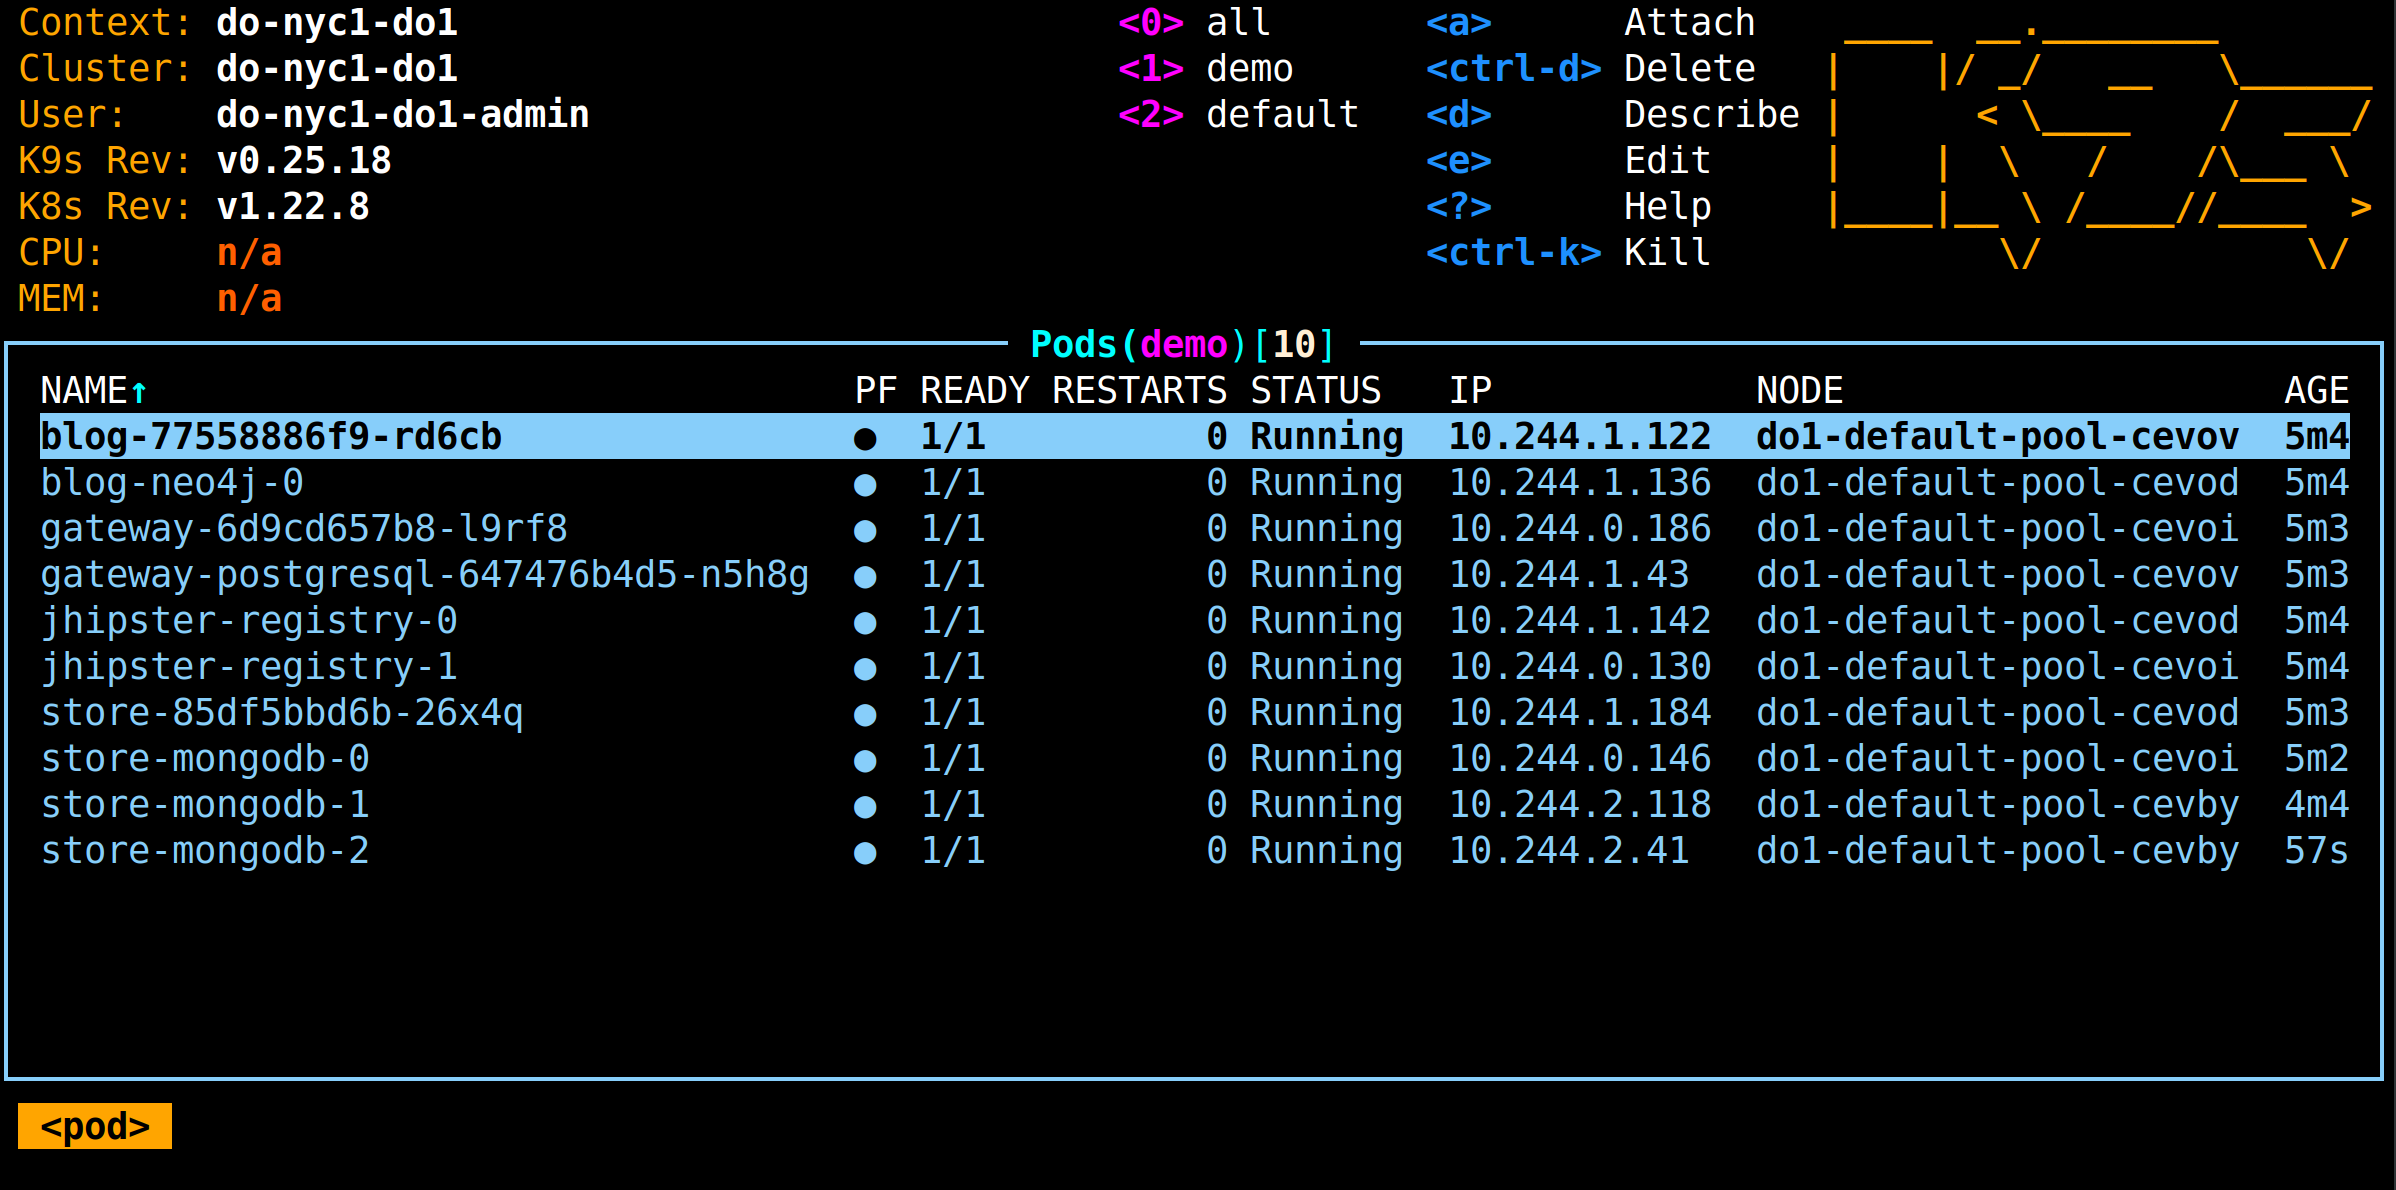 Context: do-nyc1-do1 <0> all <a> Attach
Cluster: do-nyc1-do1 <1> demo <ctrl-d> Delete
User: do-nyc1-do1-admin <2> default <d> Describe
K9s Rev: v0.25.18 <e> Edit
K8s Rev: v1.22.8 <?> Help
CPU: n/a <ctrl-k> Kill
MEM: n/a
Pods(demo)[10]
NAME↑ PF READY RESTARTS STATUS IP NODE AGE
blog-77558886f9-rd6cb ● 1/1 0 Running 10.244.1.122 do1-default-pool-cevov 5m4
blog-neo4j-0 ● 1/1 0 Running 10.244.1.136 do1-default-pool-cevod 5m4
gateway-6d9cd657b8-l9rf8 ● 1/1 0 Running 10.244.0.186 do1-default-pool-cevoi 5m3
gateway-postgresql-647476b4d5-n5h8g ● 1/1 0 Running 10.244.1.43 do1-default-pool-cevov 5m3
jhipster-registry-0 ● 1/1 0 Running 10.244.1.142 do1-default-pool-cevod 5m4
jhipster-registry-1 ● 1/1 0 Running 10.244.0.130 do1-default-pool-cevoi 5m4
store-85df5bbd6b-26x4q ● 1/1 0 Running 10.244.1.184 do1-default-pool-cevod 5m3
store-mongodb-0 ● 1/1 0 Running 10.244.0.146 do1-default-pool-cevoi 5m2
store-mongodb-1 ● 1/1 0 Running 10.244.2.118 do1-default-pool-cevby 4m4
store-mongodb-2 ● 1/1 0 Running 10.244.2.41 do1-default-pool-cevby 57s
<pod>